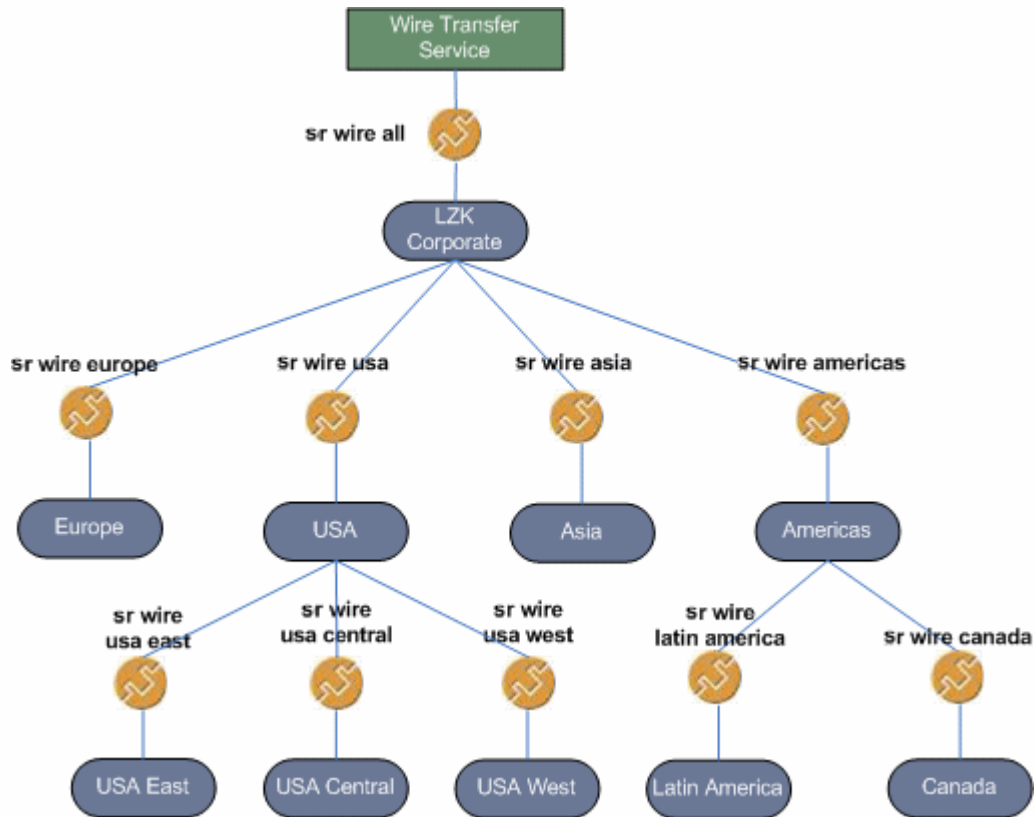 Wire Transfer
Service
sr wire all
LZK
Corporate
sr wire europe
sr wire usa
sr wire asia
sr wire americas
Europe
USA
Asia
Americas
sr wire
usa east
sr wire
usa central
sr wire
usa west
sr wire
latin america
sr wire canada
USA East
USA Central
USA West
Latin America
Canada